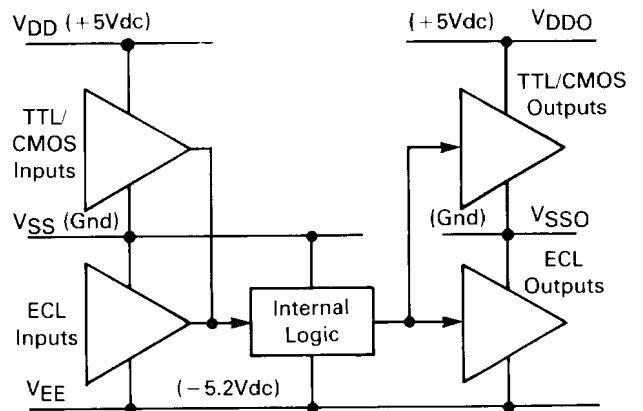 VDD (+5Vdc)
(+5Vdc) VDDO
TTL/
CMOS
Inputs
TTL/CMOS
Outputs
VSS (Gnd)
(Gnd) VSSO
ECL
Inputs
Internal
Logic
ECL
Outputs
VEE (−5.2Vdc)